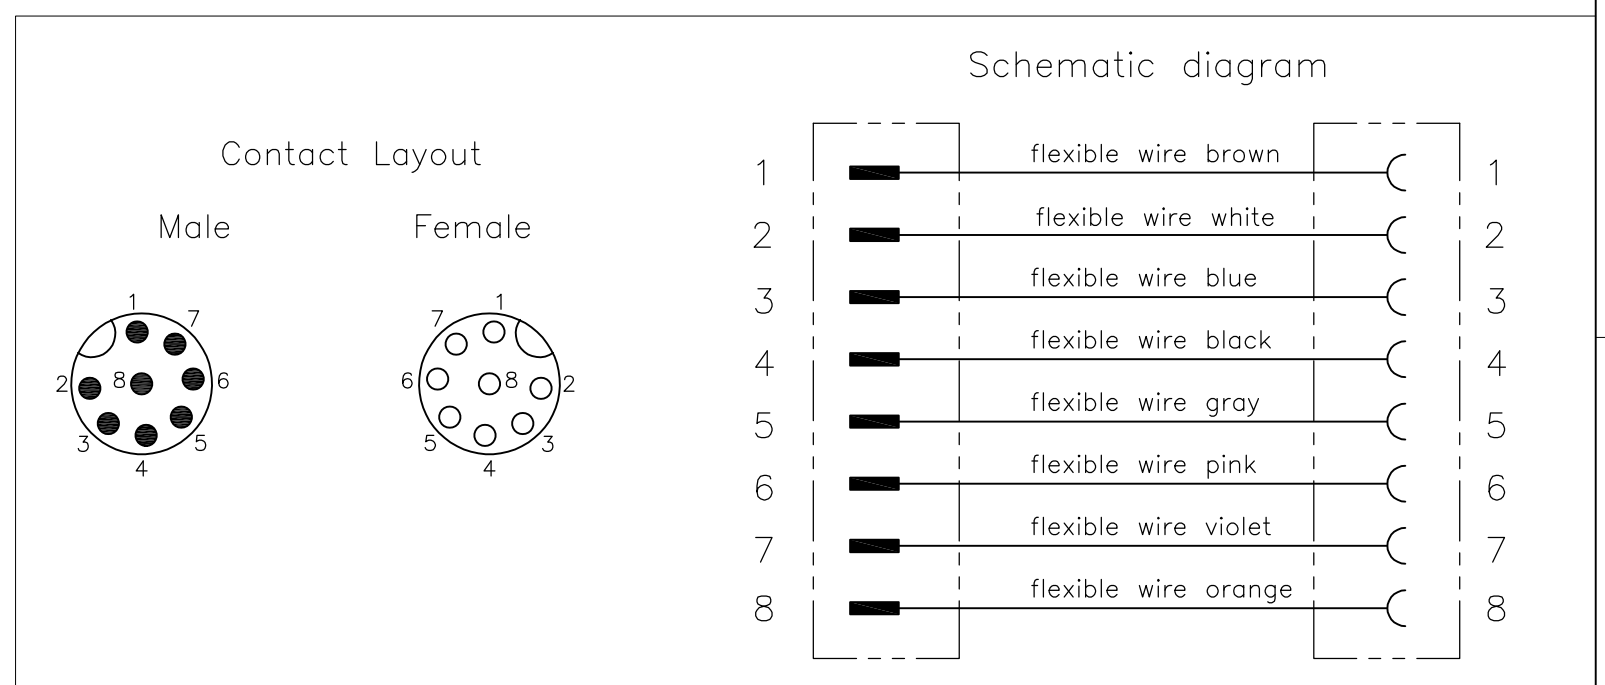 Schematic diagram
Contact Layout
Male Female
1
7
2
8
6
3
5
4
7
1
6
8
2
5
3
4
1 flexible wire brown 1
2 flexible wire white 2
3 flexible wire blue 3
4 flexible wire black 4
5 flexible wire gray 5
6 flexible wire pink 6
7 flexible wire violet 7
8 flexible wire orange 8